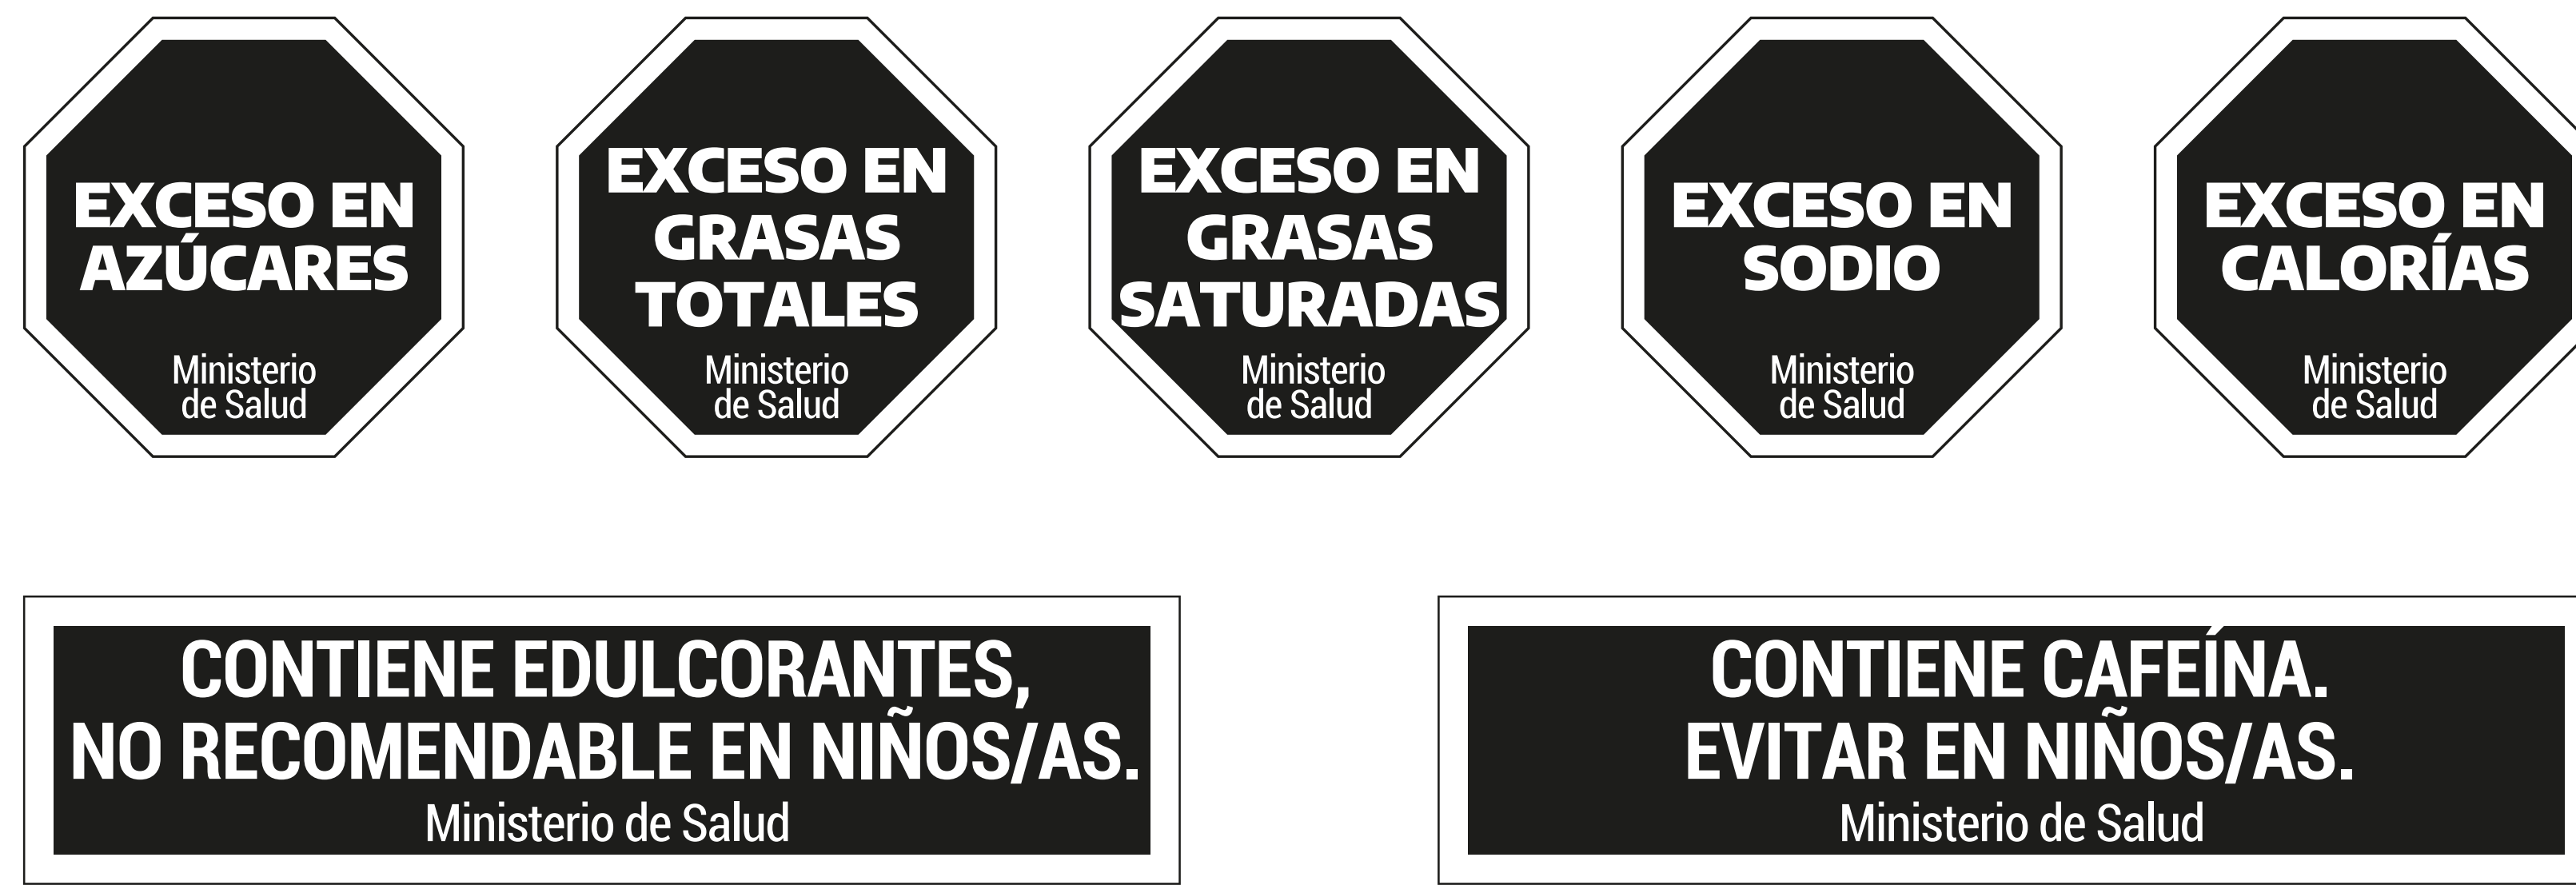 EXCESO EN
AZÚCARES
Ministerio
de Salud
EXCESO EN
GRASAS
TOTALES
Ministerio
de Salud
EXCESO EN
GRASAS
SATURADAS
Ministerio
de Salud
EXCESO EN
SODIO
Ministerio
de Salud
EXCESO EN
CALORÍAS
Ministerio
de Salud
CONTIENE EDULCORANTES,
NO RECOMENDABLE EN NIÑOS/AS.
Ministerio de Salud
CONTIENE CAFEÍNA.
EVITAR EN NIÑOS/AS.
Ministerio de Salud